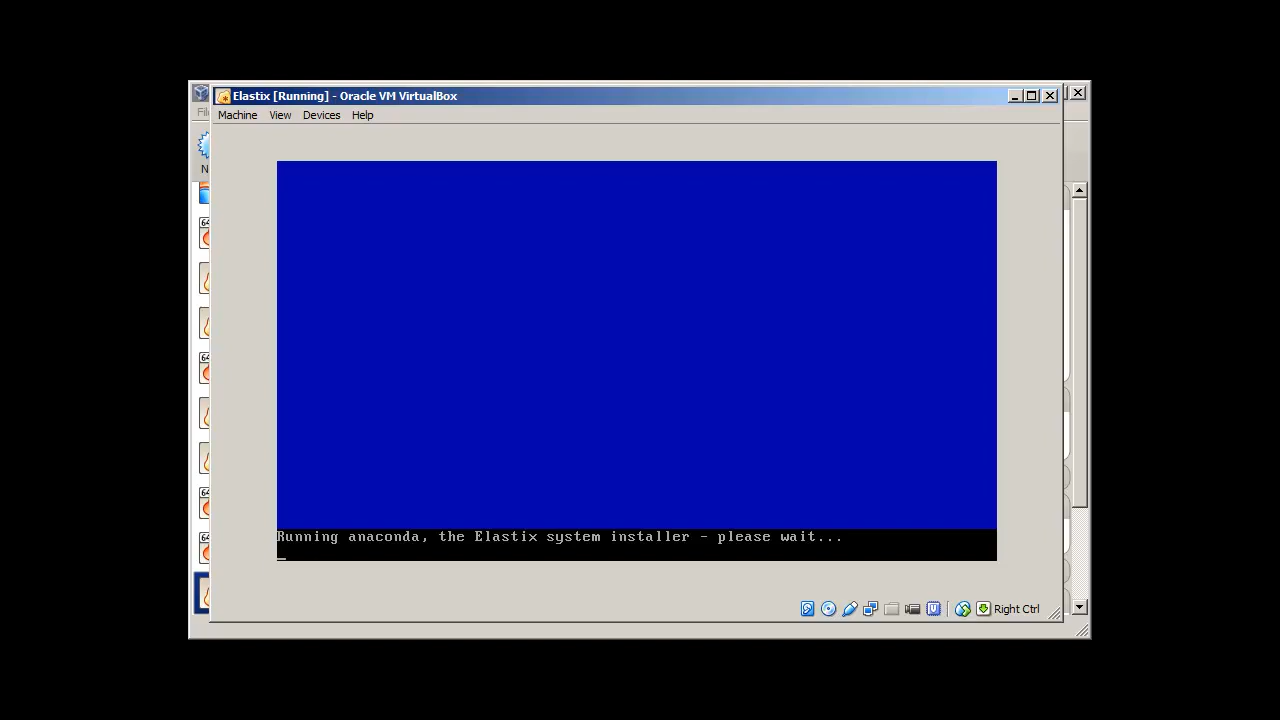 Elastix [Running] - Oracle VM VirtualBox
Machine View Devices Help
Running anaconda, the Elastix system installer - please wait...
Right Ctrl